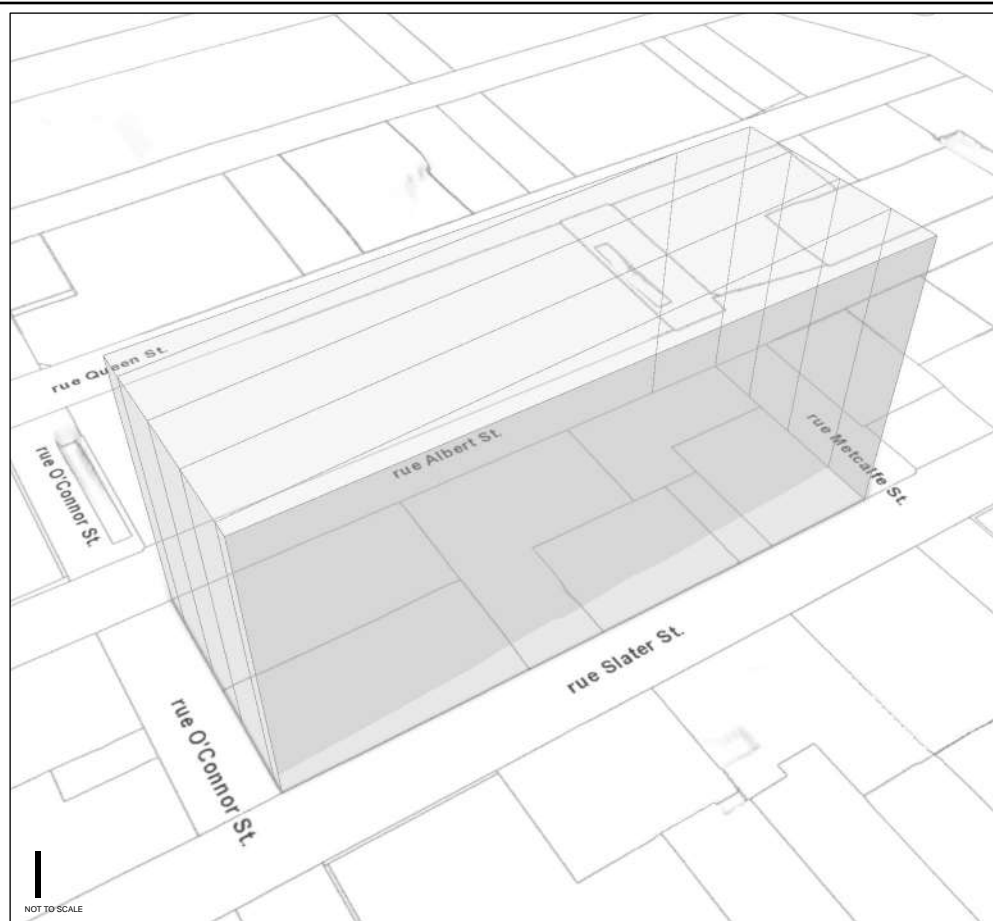 rue Queen St.
rue O'Connor St.
rue Albert St.
rue Metcalfe St.
rue Slater St.
rue O'Connor St.
NOT TO SCALE